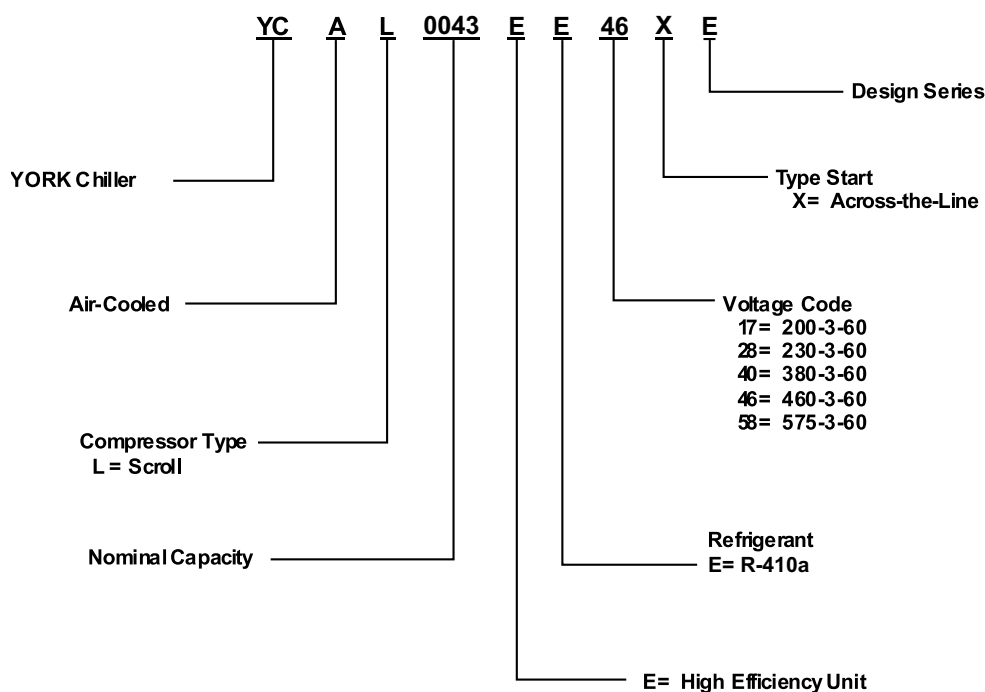 YC A L 0043 E E 46 X E
Design Series
YORK Chiller
Type Start
X= Across-the-Line
Air-Cooled
Voltage Code
17= 200-3-60
28= 230-3-60
40= 380-3-60
46= 460-3-60
58= 575-3-60
Compressor Type
L = Scroll
Nominal Capacity
Refrigerant
E= R-410a
E= High Efficiency Unit